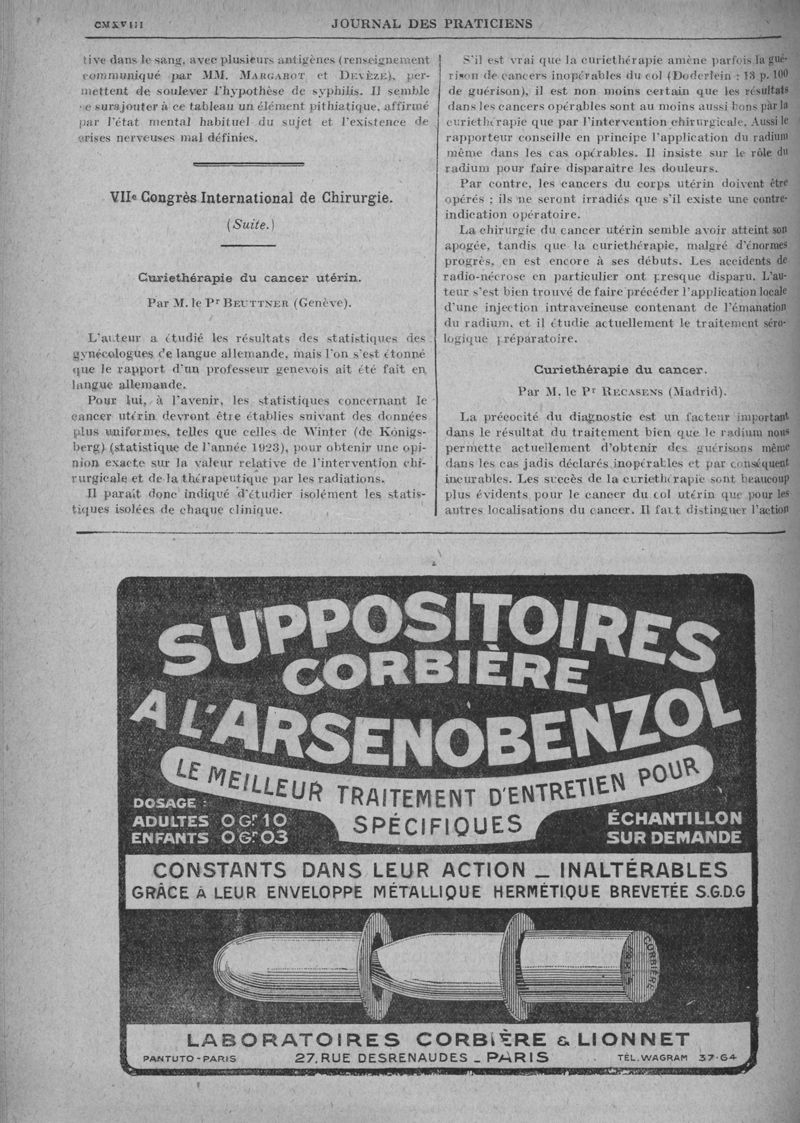 CMXVIII
JOURNAL DES PRATICIENS
tive dans le sang, avec plusieurs antigènes (renseignement
communiqué par MM. MARGAROT et DEVÈZE), per-
mettent de soulever l'hypothèse de syphilis. Il semble
se surajouter à ce tableau un élément pithiatique, affirmé
par l'état mental habituel du sujet et l'existence de
crises nerveuses mal définies.
VIIe Congrès International de Chirurgie.
(Suite.)
Curiethérapie du cancer utérin.
Par M. le Pr BEUTTNER (Genève).
L'auteur a étudié les résultats des statistiques des
gynécologues de langue allemande, mais l'on s'est étonné
que le rapport d'un professeur genevois ait été fait en
langue allemande.
Pour lui, à l'avenir, les statistiques concernant le
cancer utérin devront être établies suivant des données
plus uniformes, telles que celles de Winter (de Königs-
berg) (statistique de l'année 1923), pour obtenir une opi-
nion exacte sur la valeur relative de l'intervention chi-
rurgicale et de la thérapeutique par les radiations.
Il paraît donc indiqué d'étudier isolément les statis-
tiques isolées de chaque clinique.
S'il est vrai que la curiethérapie amène parfois la gué-
rison de cancers inopérables du col (Doderlein : 13 p. 100
de guérison), il est non moins certain que les résultats
dans les cancers opérables sont au moins aussi bons par la
curiethérapie que par l'intervention chirurgicale. Aussi le
rapporteur conseille en principe l'application du radium
même dans les cas opérables. Il insiste sur le rôle du
radium pour faire disparaître les douleurs.
Par contre, les cancers du corps utérin doivent être
opérés ; ils ne seront irradiés que s'il existe une contre-
indication opératoire.
La chirurgie du cancer utérin semble avoir atteint son
apogée, tandis que la curiethérapie, malgré d'énormes
progrès, en est encore à ses débuts. Les accidents de
radio-nécrose en particulier ont presque disparu. L'au-
teur s'est bien trouvé de faire précéder l'application locale
d'une injection intraveineuse contenant de l'émanation
du radium, et il étudie actuellement le traitement séro-
logique préparatoire.
Curiethérapie du cancer.
Par M. le Pr RECASENS (Madrid).
La précocité du diagnostic est un facteur important
dans le résultat du traitement bien que le radium nous
permette actuellement d'obtenir des guérisons même
dans les cas jadis déclarés inopérables et par conséquent
incurables. Les succès de la curiethérapie sont beaucoup
plus évidents pour le cancer du col utérin que pour les
autres localisations du cancer. Il faut distinguer l'action
SUPPOSITOIRES
CORBIÈRE
A L'ARSENOBENZOL
LE MEILLEUR TRAITEMENT D'ENTRETIEN POUR
SPÉCIFIQUES
DOSAGE :
ADULTES 0Gr10
ENFANTS 0Gr03
ÉCHANTILLON
SUR DEMANDE
CONSTANTS DANS LEUR ACTION _ INALTÉRABLES
GRÂCE A LEUR ENVELOPPE MÉTALLIQUE HERMÉTIQUE BREVETÉE S.G.D.G
CORBIÈRE
PARIS
LABORATOIRES CORBIÈRE & LIONNET
PANTUTO-PARIS
27, RUE DESRENAUDES _ PARIS
TÉL. WAGRAM 37-64